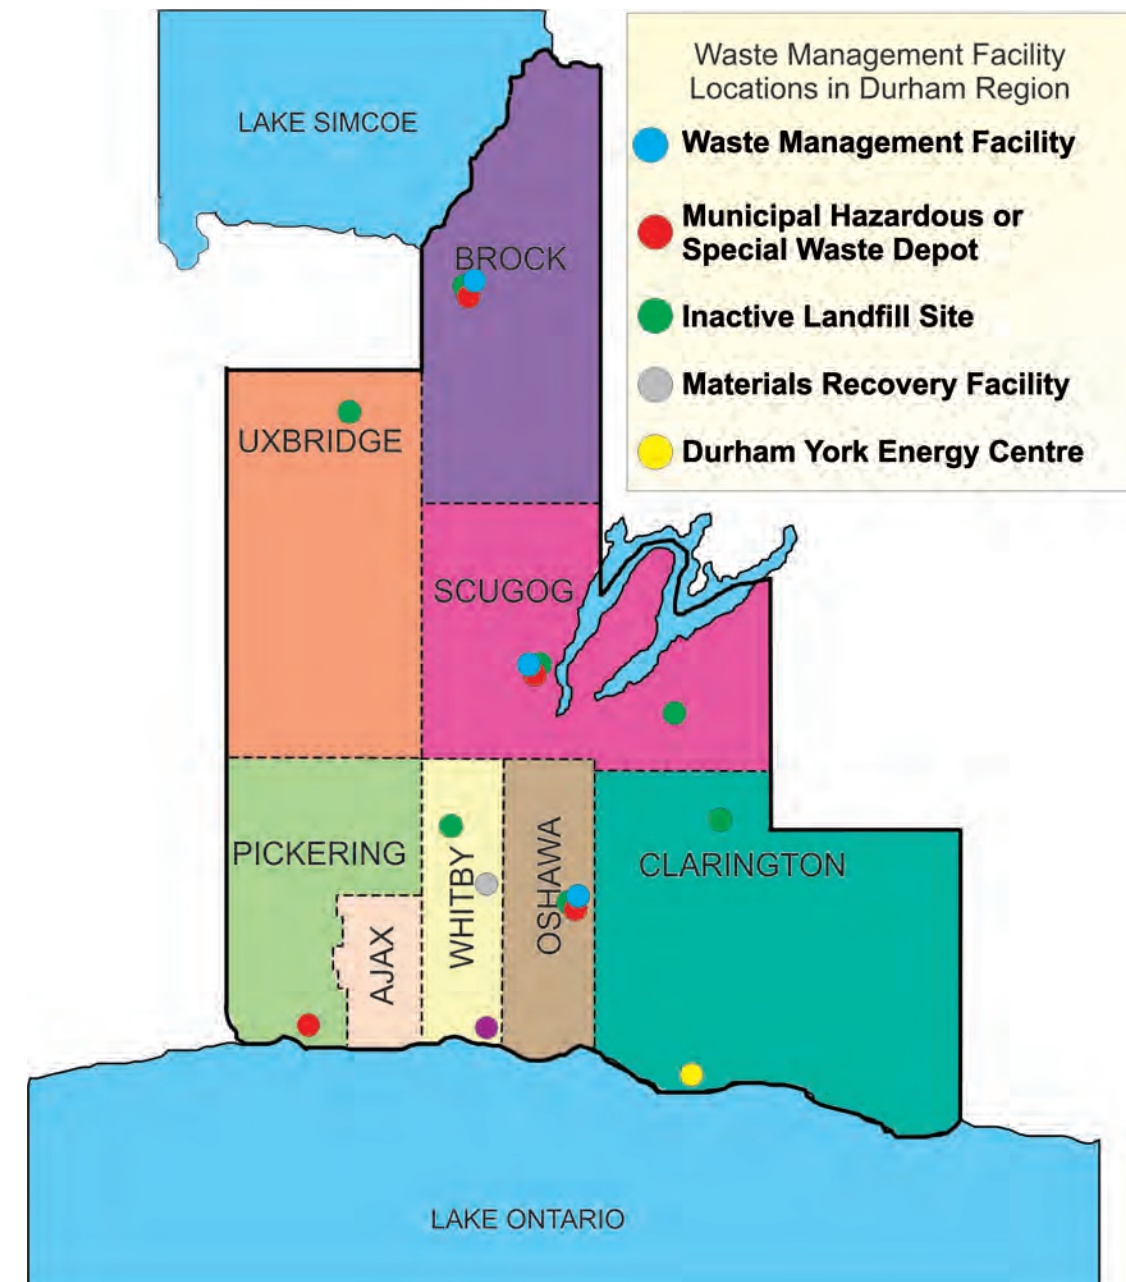 Waste Management Facility
Locations in Durham Region
Waste Management Facility
Municipal Hazardous or
Special Waste Depot
Inactive Landfill Site
Materials Recovery Facility
Durham York Energy Centre
LAKE SIMCOE
BROCK
UXBRIDGE
SCUGOG
PICKERING
AJAX
WHITBY
OSHAWA
CLARINGTON
LAKE ONTARIO